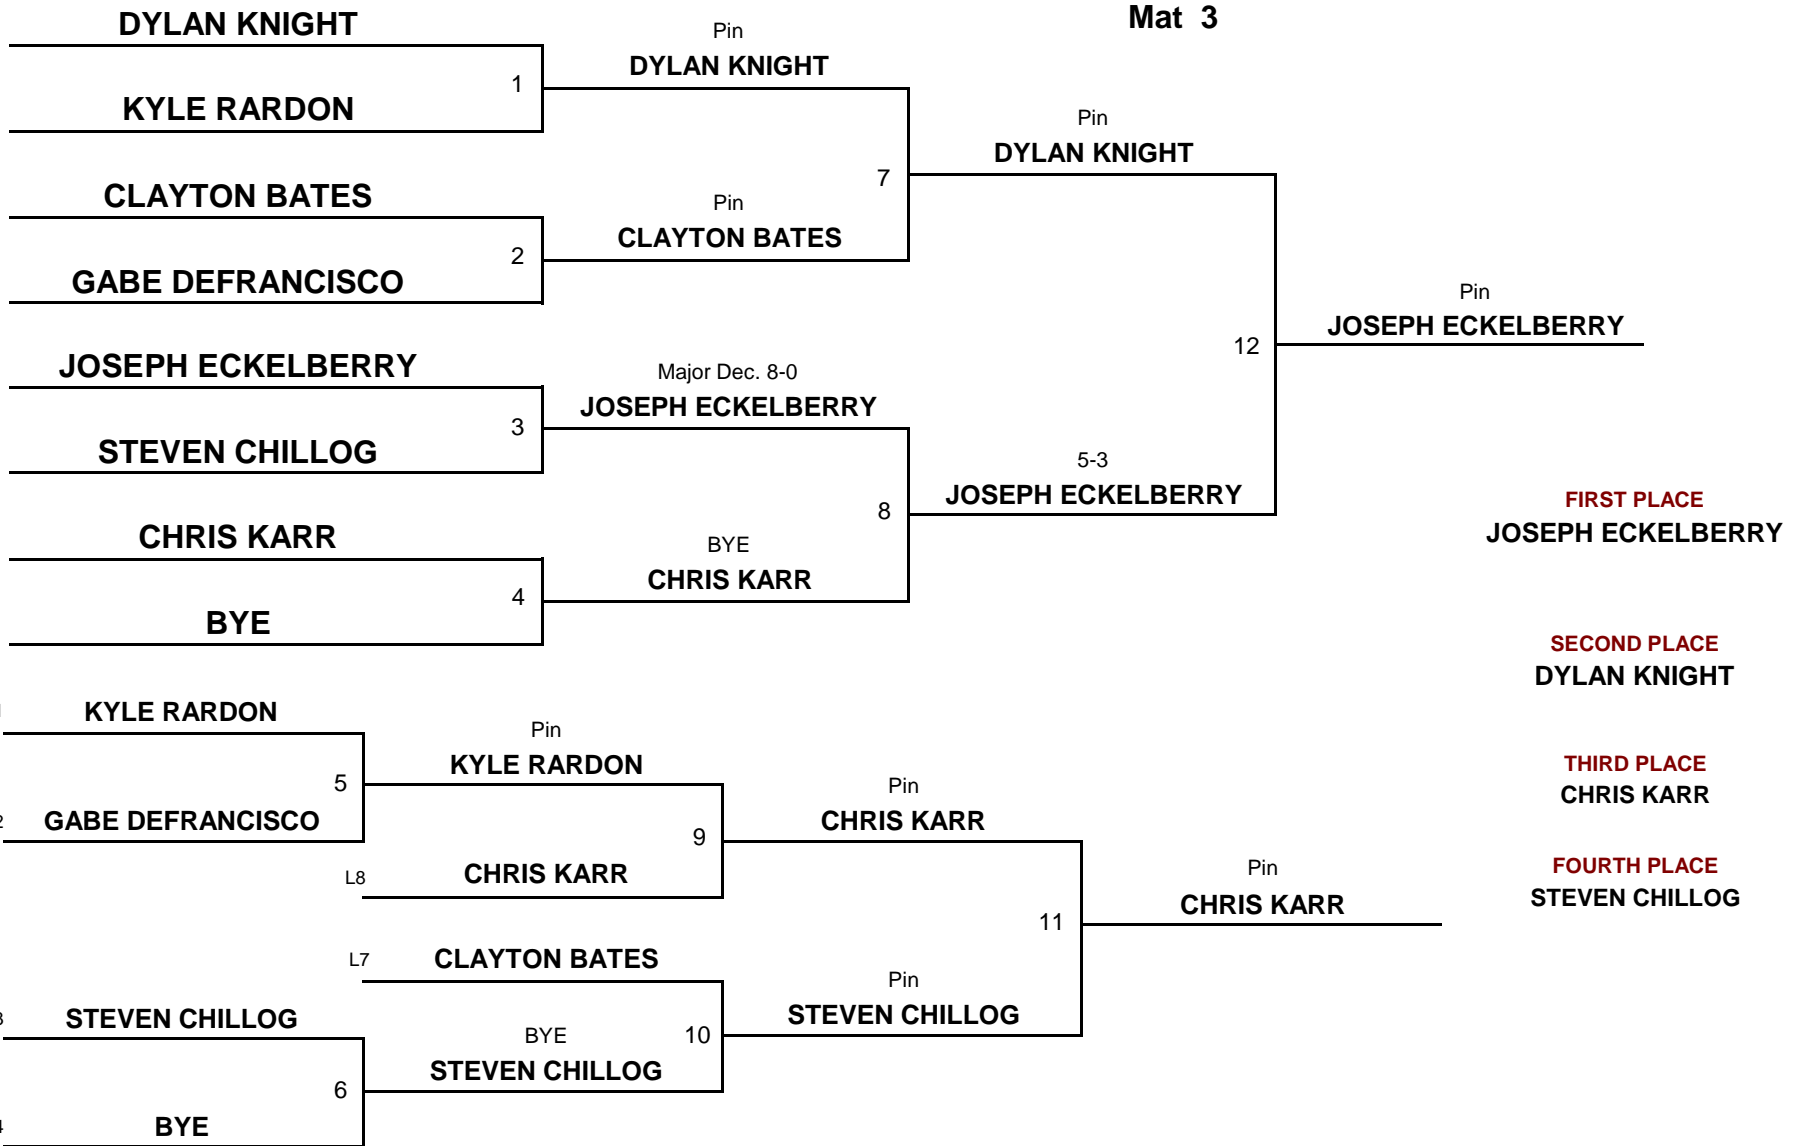 Mat 3
DYLAN KNIGHT
1
KYLE RARDON
Pin
DYLAN KNIGHT
CLAYTON BATES
2
GABE DEFRANCISCO
Pin
CLAYTON BATES
7
Pin
DYLAN KNIGHT
JOSEPH ECKELBERRY
3
STEVEN CHILLOG
Major Dec. 8-0
JOSEPH ECKELBERRY
CHRIS KARR
4
BYE
BYE
CHRIS KARR
8
5-3
JOSEPH ECKELBERRY
12
Pin
JOSEPH ECKELBERRY
FIRST PLACE
JOSEPH ECKELBERRY
SECOND PLACE
DYLAN KNIGHT
THIRD PLACE
CHRIS KARR
FOURTH PLACE
STEVEN CHILLOG
KYLE RARDON
5
2
GABE DEFRANCISCO
Pin
KYLE RARDON
9
L8
CHRIS KARR
Pin
CHRIS KARR
L7
CLAYTON BATES
10
3
STEVEN CHILLOG
6
4
BYE
BYE
STEVEN CHILLOG
Pin
STEVEN CHILLOG
11
Pin
CHRIS KARR